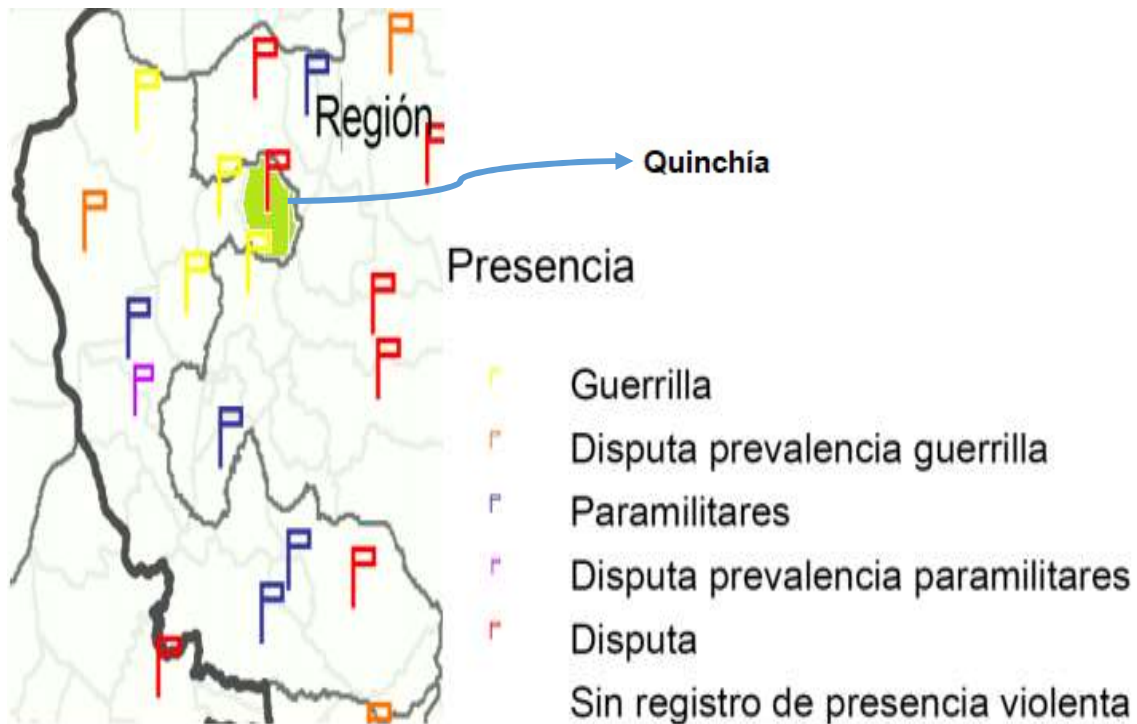 Región
Quinchía
Presencia
Guerrilla
Disputa prevalencia guerrilla
Paramilitares
Disputa prevalencia paramilitares
Disputa
Sin registro de presencia violenta